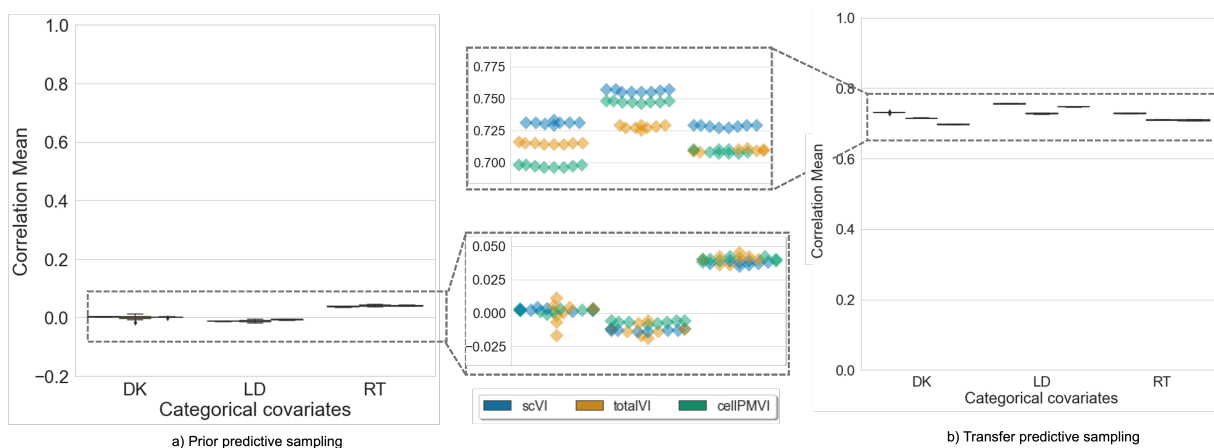 1.0
0.8
0.6
0.4
0.2
0.0
−0.2
Correlation Mean
DK LD RT
Categorical covariates
a) Prior predictive sampling
0.775
0.750
0.725
0.700
0.050
0.025
0.000
−0.025
scVI totalVI cellPMVI
1.0
0.8
0.6
0.4
0.2
0.0
Correlation Mean
DK LD RT
Categorical covariates
b) Transfer predictive sampling